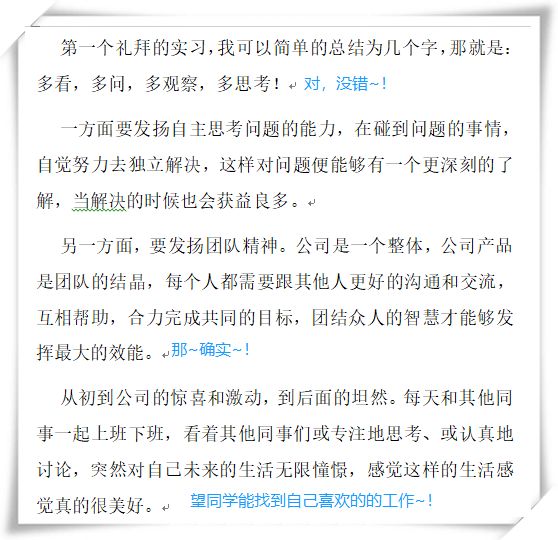 第一个礼拜的实习，我可以简单的总结为几个字，那就是：
多看，多问，多观察，多思考！ 对，没错~！
一方面要发扬自主思考问题的能力，在碰到问题的事情，
自觉努力去独立解决，这样对问题便能够有一个更深刻的了
解，当解决的时候也会获益良多。
另一方面，要发扬团队精神。公司是一个整体，公司产品
是团队的结晶，每个人都需要跟其他人更好的沟通和交流，
互相帮助，合力完成共同的目标，团结众人的智慧才能够发
挥最大的效能。 那~确实~！
从初到公司的惊喜和激动，到后面的坦然。每天和其他同
事一起上班下班，看着其他同事们或专注地思考、或认真地
讨论，突然对自己未来的生活无限憧憬，感觉这样的生活感
觉真的很美好。 望同学能找到自己喜欢的的工作~！